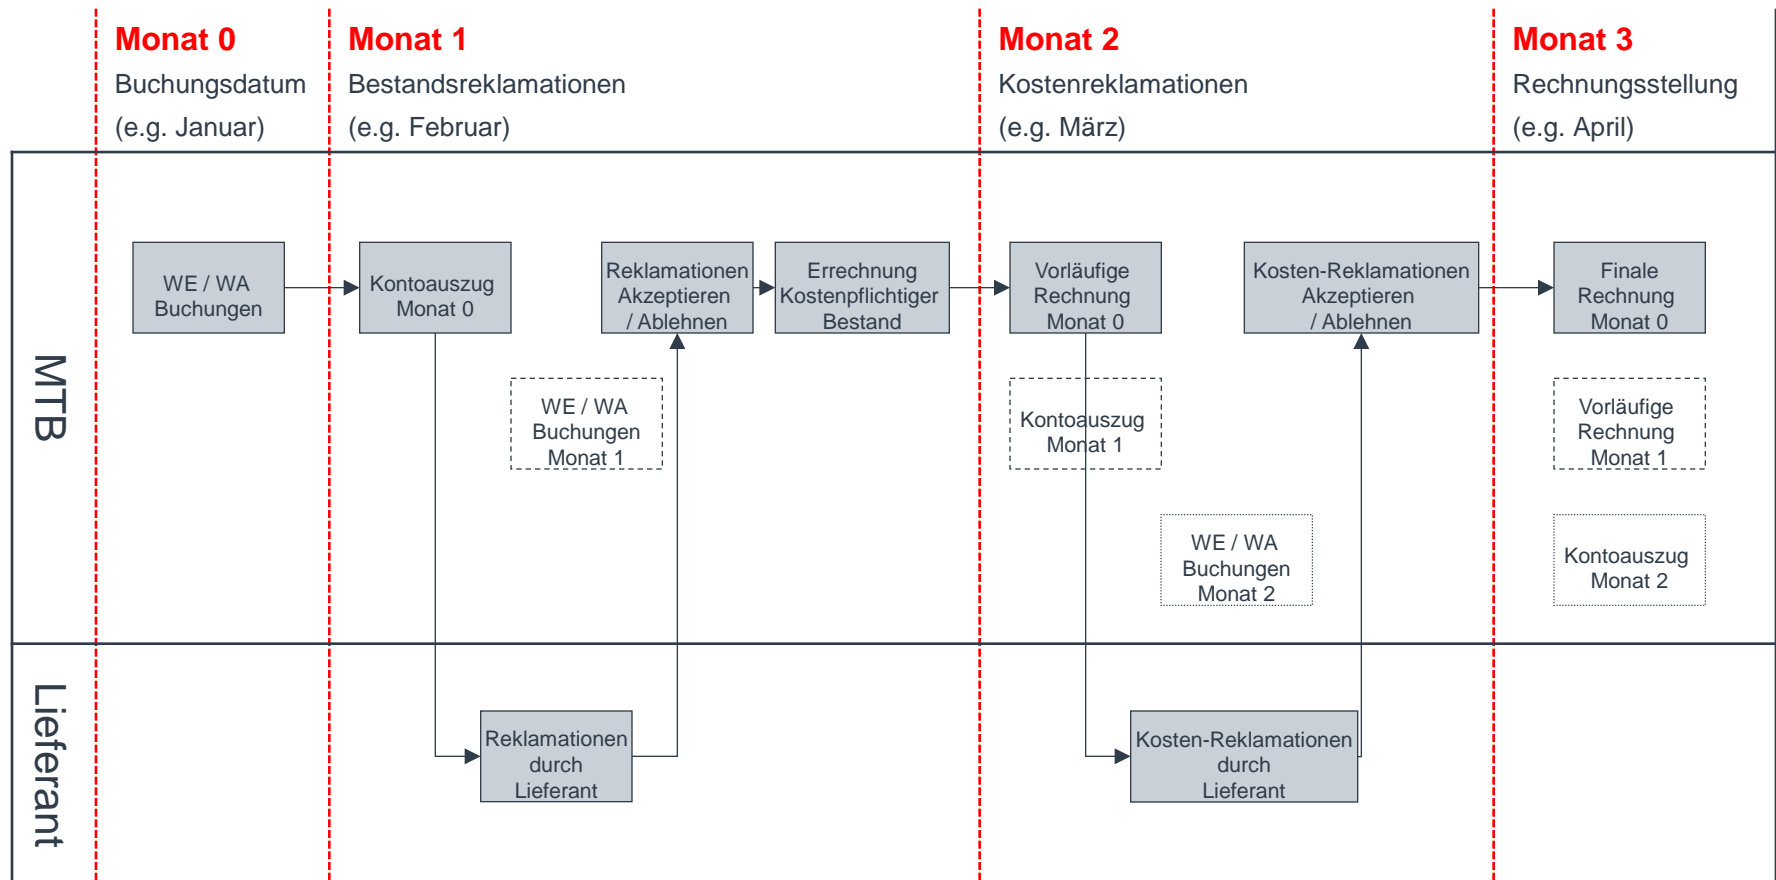 Monat 0
Buchungsdatum
(e.g. Januar)
Monat 1
Bestandsreklamationen
(e.g. Februar)
Monat 2
Kostenreklamationen
(e.g. März)
Monat 3
Rechnungsstellung
(e.g. April)
MTB
WE / WA
Buchungen
Kontoauszug
Monat 0
Reklamationen
Akzeptieren
/ Ablehnen
Errechnung
Kostenpflichtiger
Bestand
Vorläufige
Rechnung
Monat 0
Kosten-Reklamationen
Akzeptieren
/ Ablehnen
Finale
Rechnung
Monat 0
WE / WA
Buchungen
Monat 1
Kontoauszug
Monat 1
Vorläufige
Rechnung
Monat 1
WE / WA
Buchungen
Monat 2
Kontoauszug
Monat 2
Lieferant
Reklamationen
durch
Lieferant
Kosten-Reklamationen
durch
Lieferant